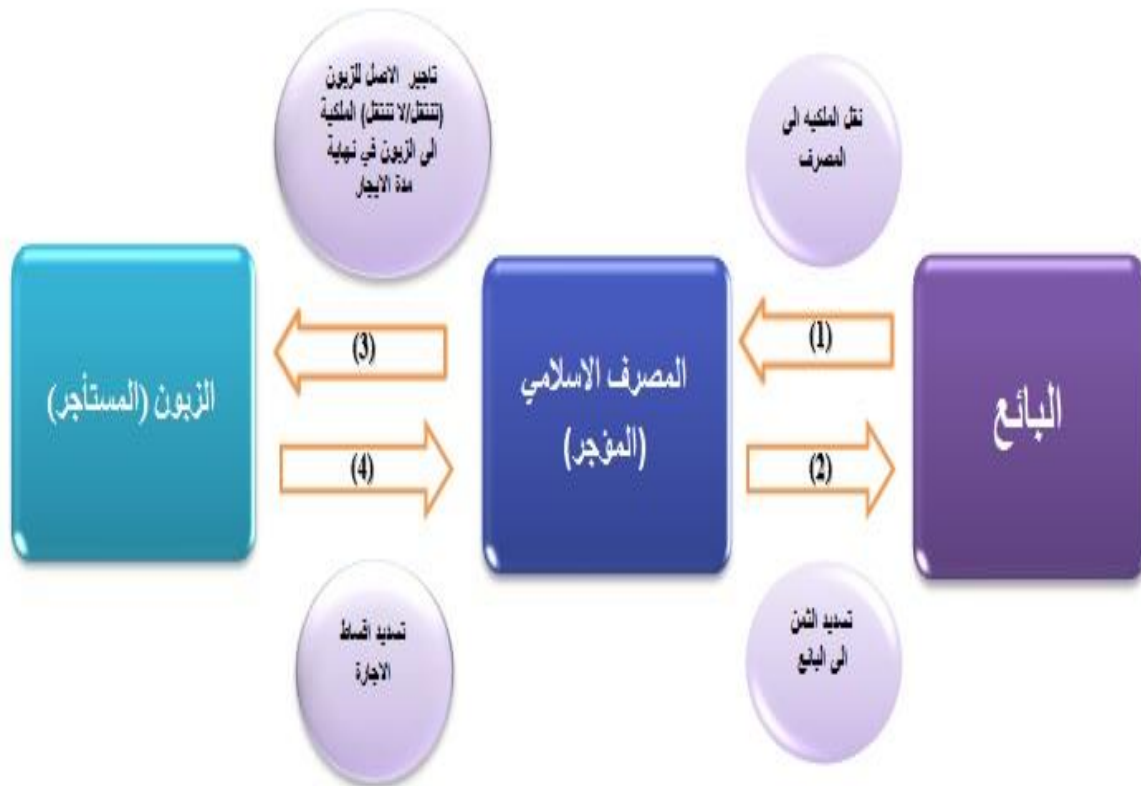 نقل الملكيه الى
المصرف
تاجير الاصل للزبون
(تنتقل/لا تنتقل) الملكية
الى الزبون في نهاية
مدة الايجار
البائع
(1)
(2)
المصرف الاسلامي
(المؤجر)
(3)
(4)
الزبون (المستأجر)
تسديد الثمن
الى البائع
تسديد اقساط
الاجارة